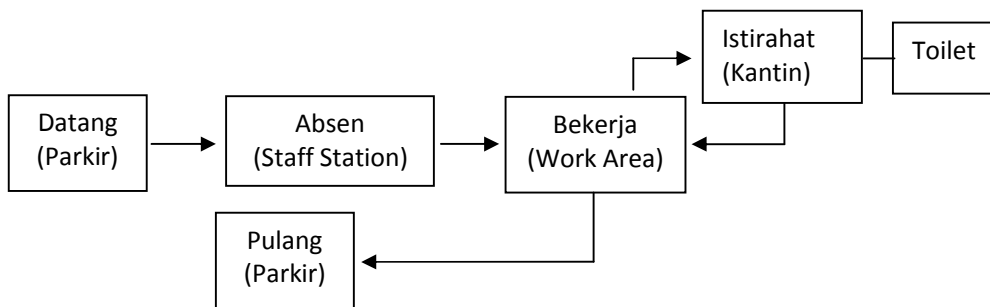 Datang
(Parkir)
Absen
(Staff Station)
Bekerja
(Work Area)
Istirahat
(Kantin)
Toilet
Pulang
(Parkir)